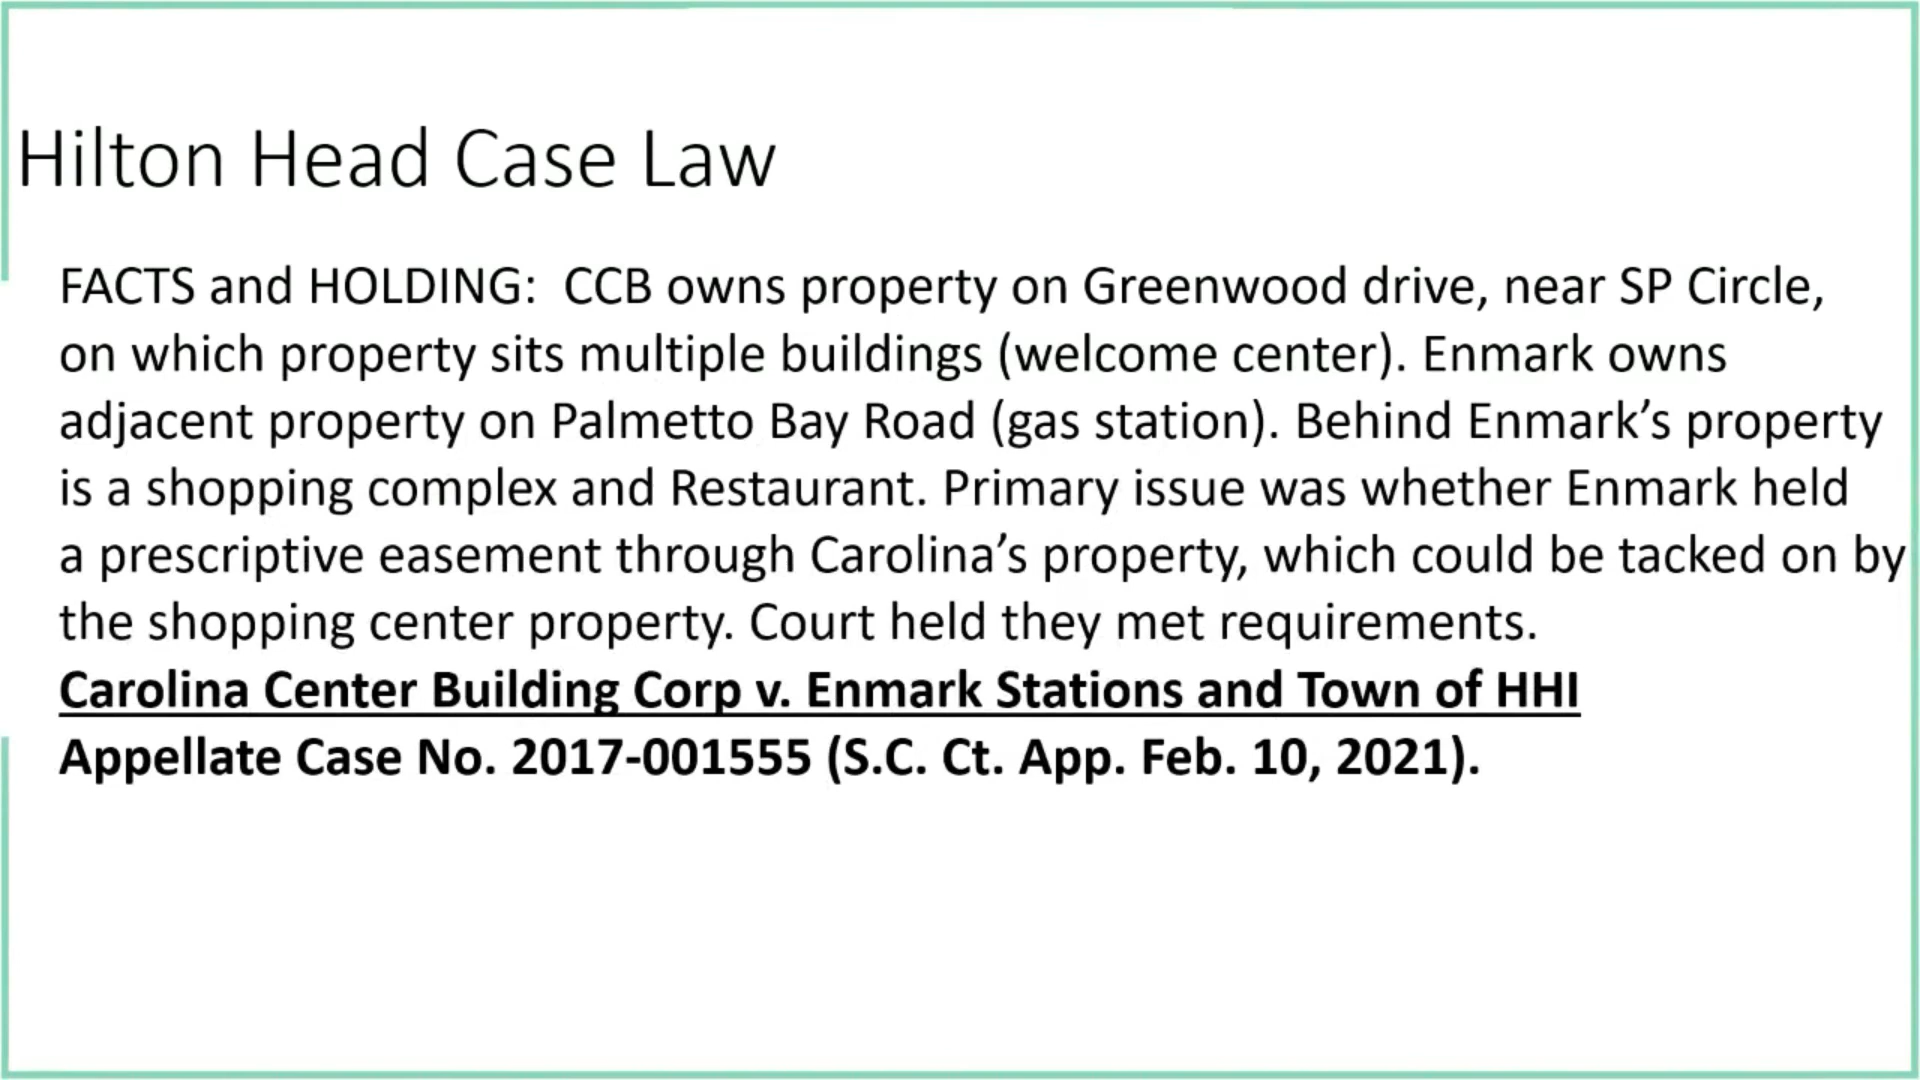 Hilton Head Case Law
FACTS and HOLDING:  CCB owns property on Greenwood drive, near SP Circle,
on which property sits multiple buildings (welcome center). Enmark owns
adjacent property on Palmetto Bay Road (gas station). Behind Enmark’s property
is a shopping complex and Restaurant. Primary issue was whether Enmark held
a prescriptive easement through Carolina’s property, which could be tacked on by
the shopping center property. Court held they met requirements.
Carolina Center Building Corp v. Enmark Stations and Town of HHI
Appellate Case No. 2017-001555 (S.C. Ct. App. Feb. 10, 2021).